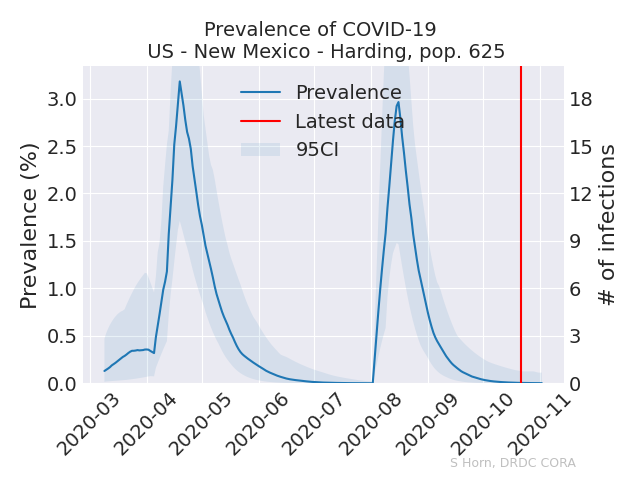 Prevalence of COVID-19
US - New Mexico - Harding, pop. 625
Prevalence
Latest data
95CI
Prevalence (%)
3.0
2.5
2.0
1.5
1.0
0.5
0.0
18
15
12
9
6
3
0
# of infections
2020-03
2020-04
2020-05
2020-06
2020-07
2020-08
2020-09
2020-10
2020-11
S Horn, DRDC CORA